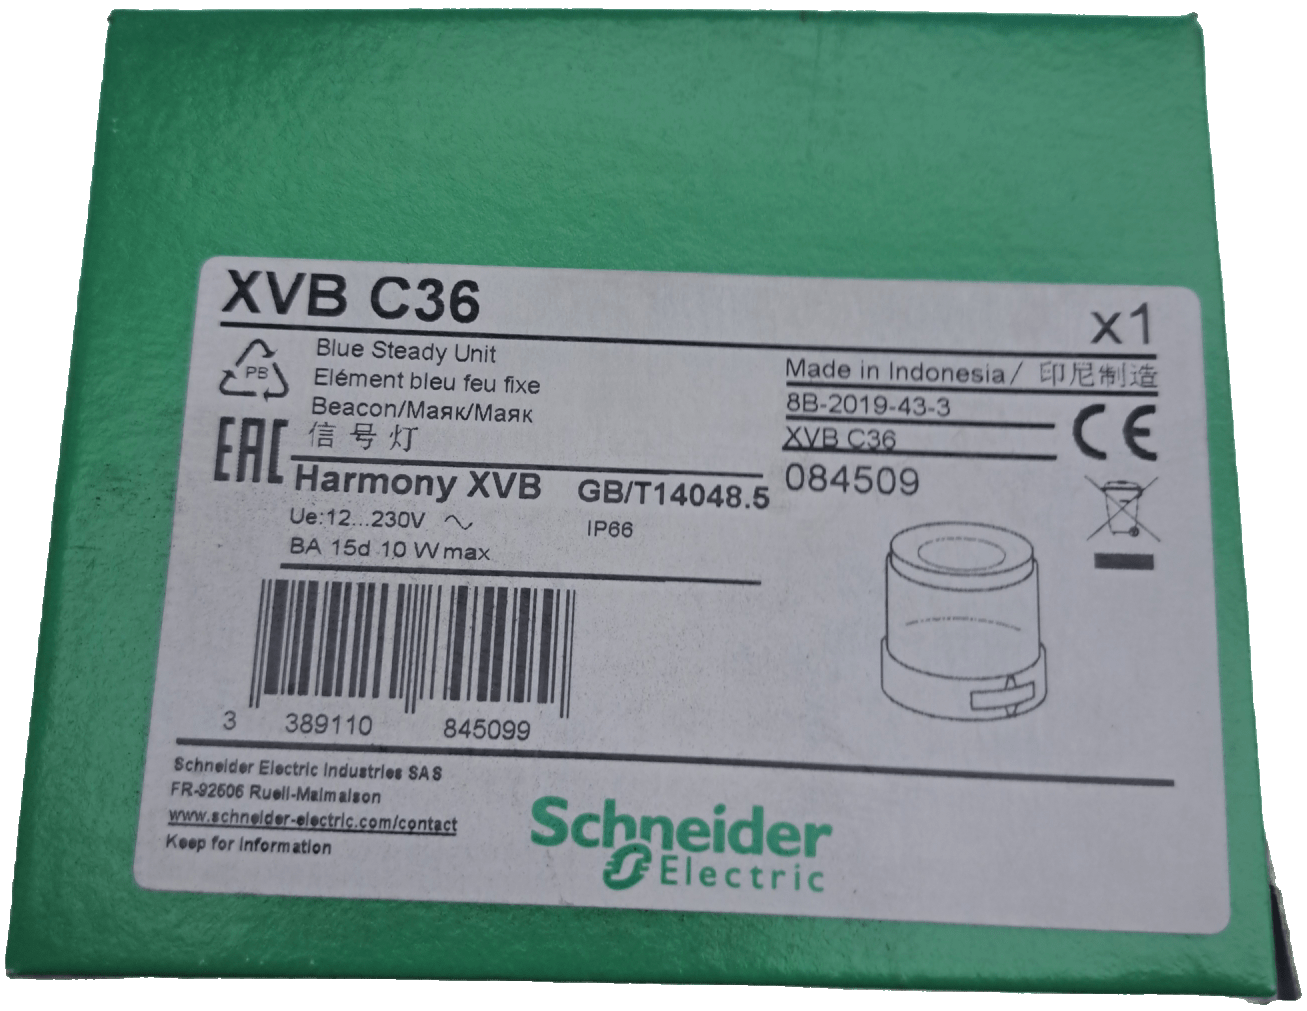 XVB C36
x1
PB
Blue Steady Unit
Elément bleu feu fixe
Beacon/Маяк/Маяк
信号灯
EAC
Made in Indonesia/ 印尼制造
8B-2019-43-3
XVB C36
084509
CE
Harmony XVB GB/T14048.5
Ue:12...230V ~ IP66
BA 15d 10 W max
3 389110 845099
Schneider Electric Industries SAS
FR-92506 Rueil-Malmaison
www.schneider-electric.com/contact
Keep for information
Schneider
Electric